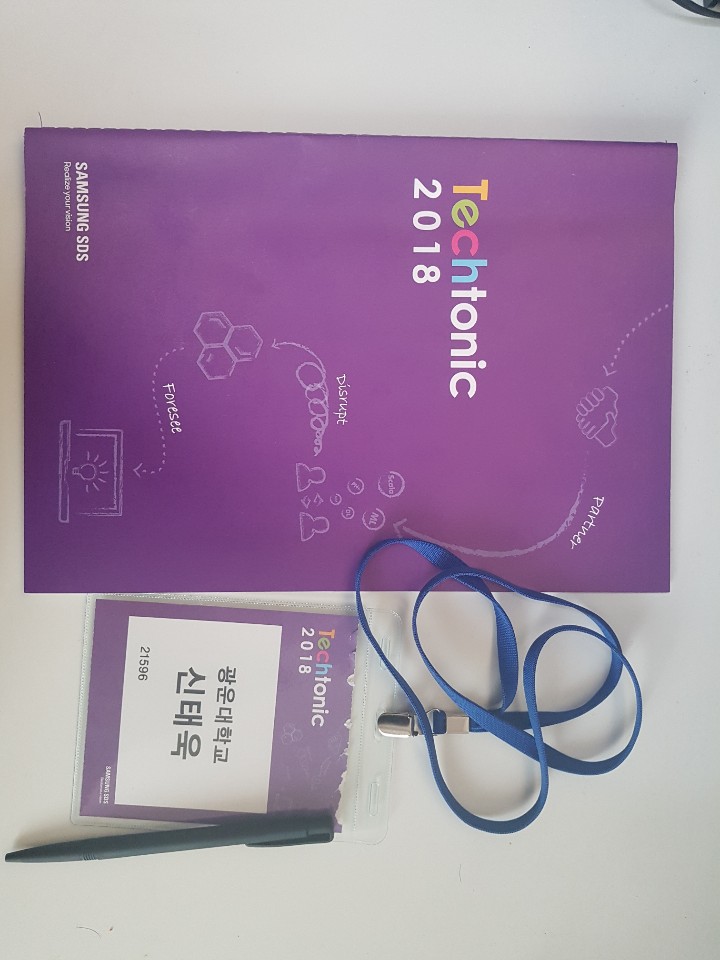 Partner
Techtonic
2018
Scala
ML
DL
Disrupt
Foresee
SAMSUNG SDS
Realize your vision
Techtonic
2018
광운대학교
신태욱
21596
SAMSUNG SDS